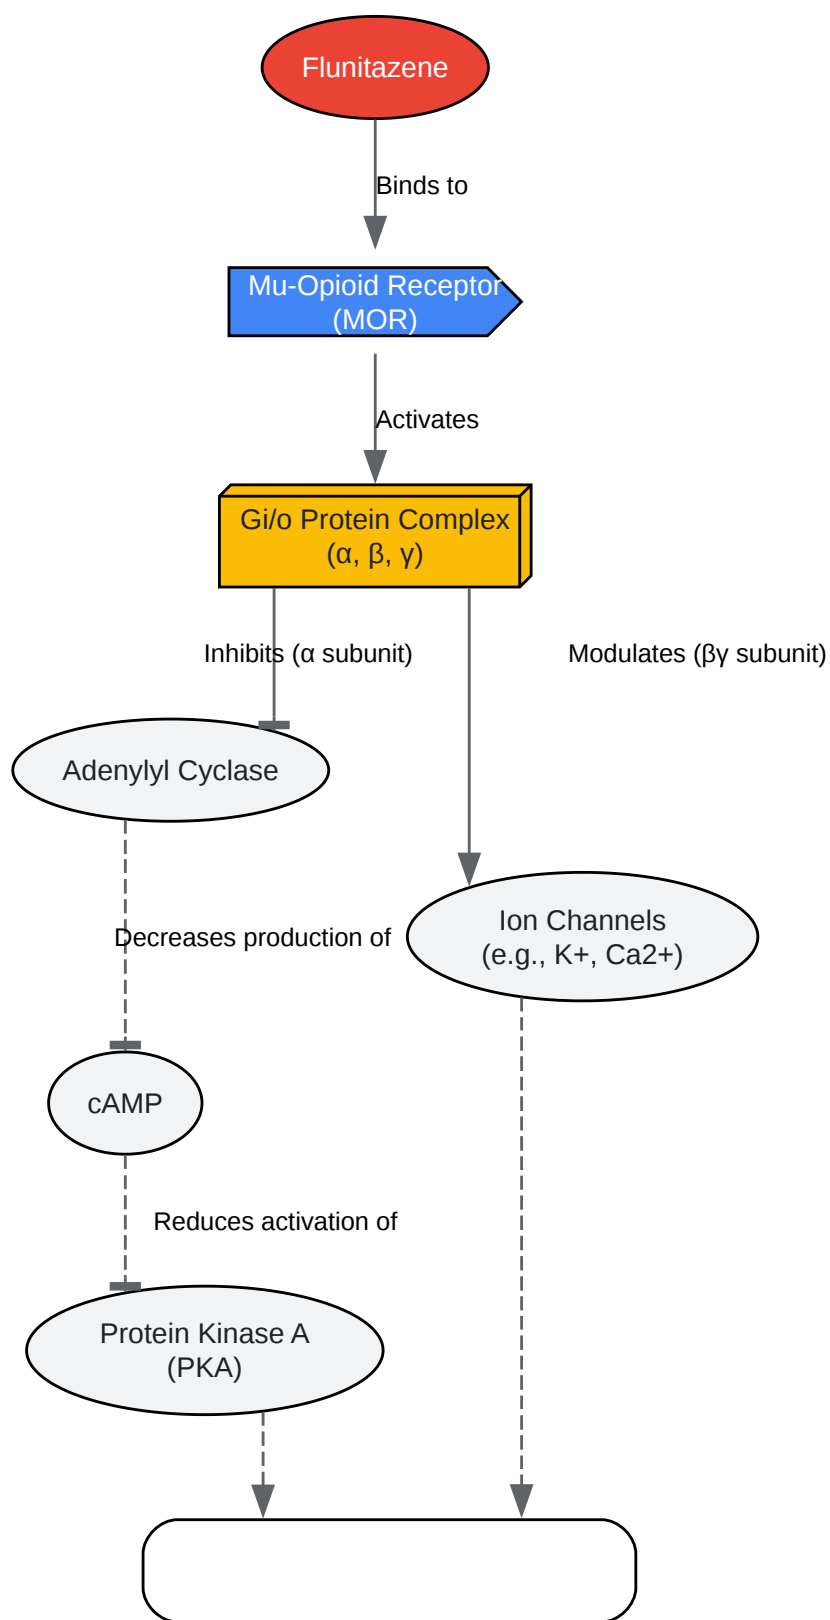 Flunitazene
Binds to
Mu-Opioid Receptor
(MOR)
Activates
Gi/o Protein Complex
(α, β, γ)
Inhibits (α subunit)
Modulates (βγ subunit)
Adenylyl Cyclase
Decreases production of
Ion Channels
(e.g., K+, Ca2+)
cAMP
Reduces activation of
Protein Kinase A
(PKA)